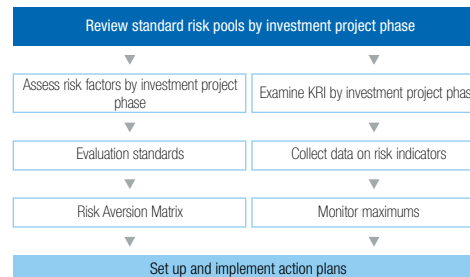 Review standard risk pools by investment project phase
Assess risk factors by investment project
phase
Examine KRI by investment project phas
Evaluation standards
Collect data on risk indicators
Risk Aversion Matrix
Monitor maximums
Set up and implement action plans